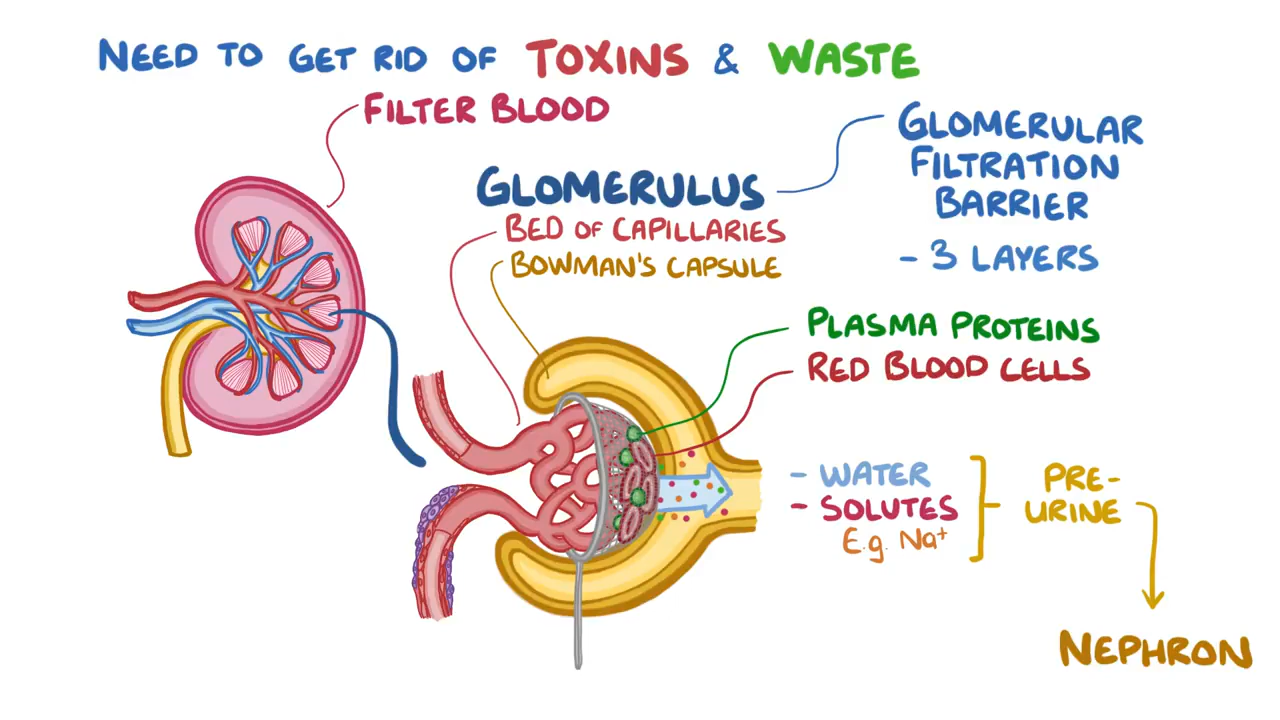 NEED TO GET RID OF TOXINS & WASTE
FILTER BLOOD
GLOMERULUS
BED OF CAPILLARIES
BOWMAN'S CAPSULE
GLOMERULAR
FILTRATION
BARRIER
- 3 LAYERS
PLASMA PROTEINS
RED BLOOD CELLS
- WATER
- SOLUTES
E.g. Na⁺
PRE-
URINE
NEPHRON